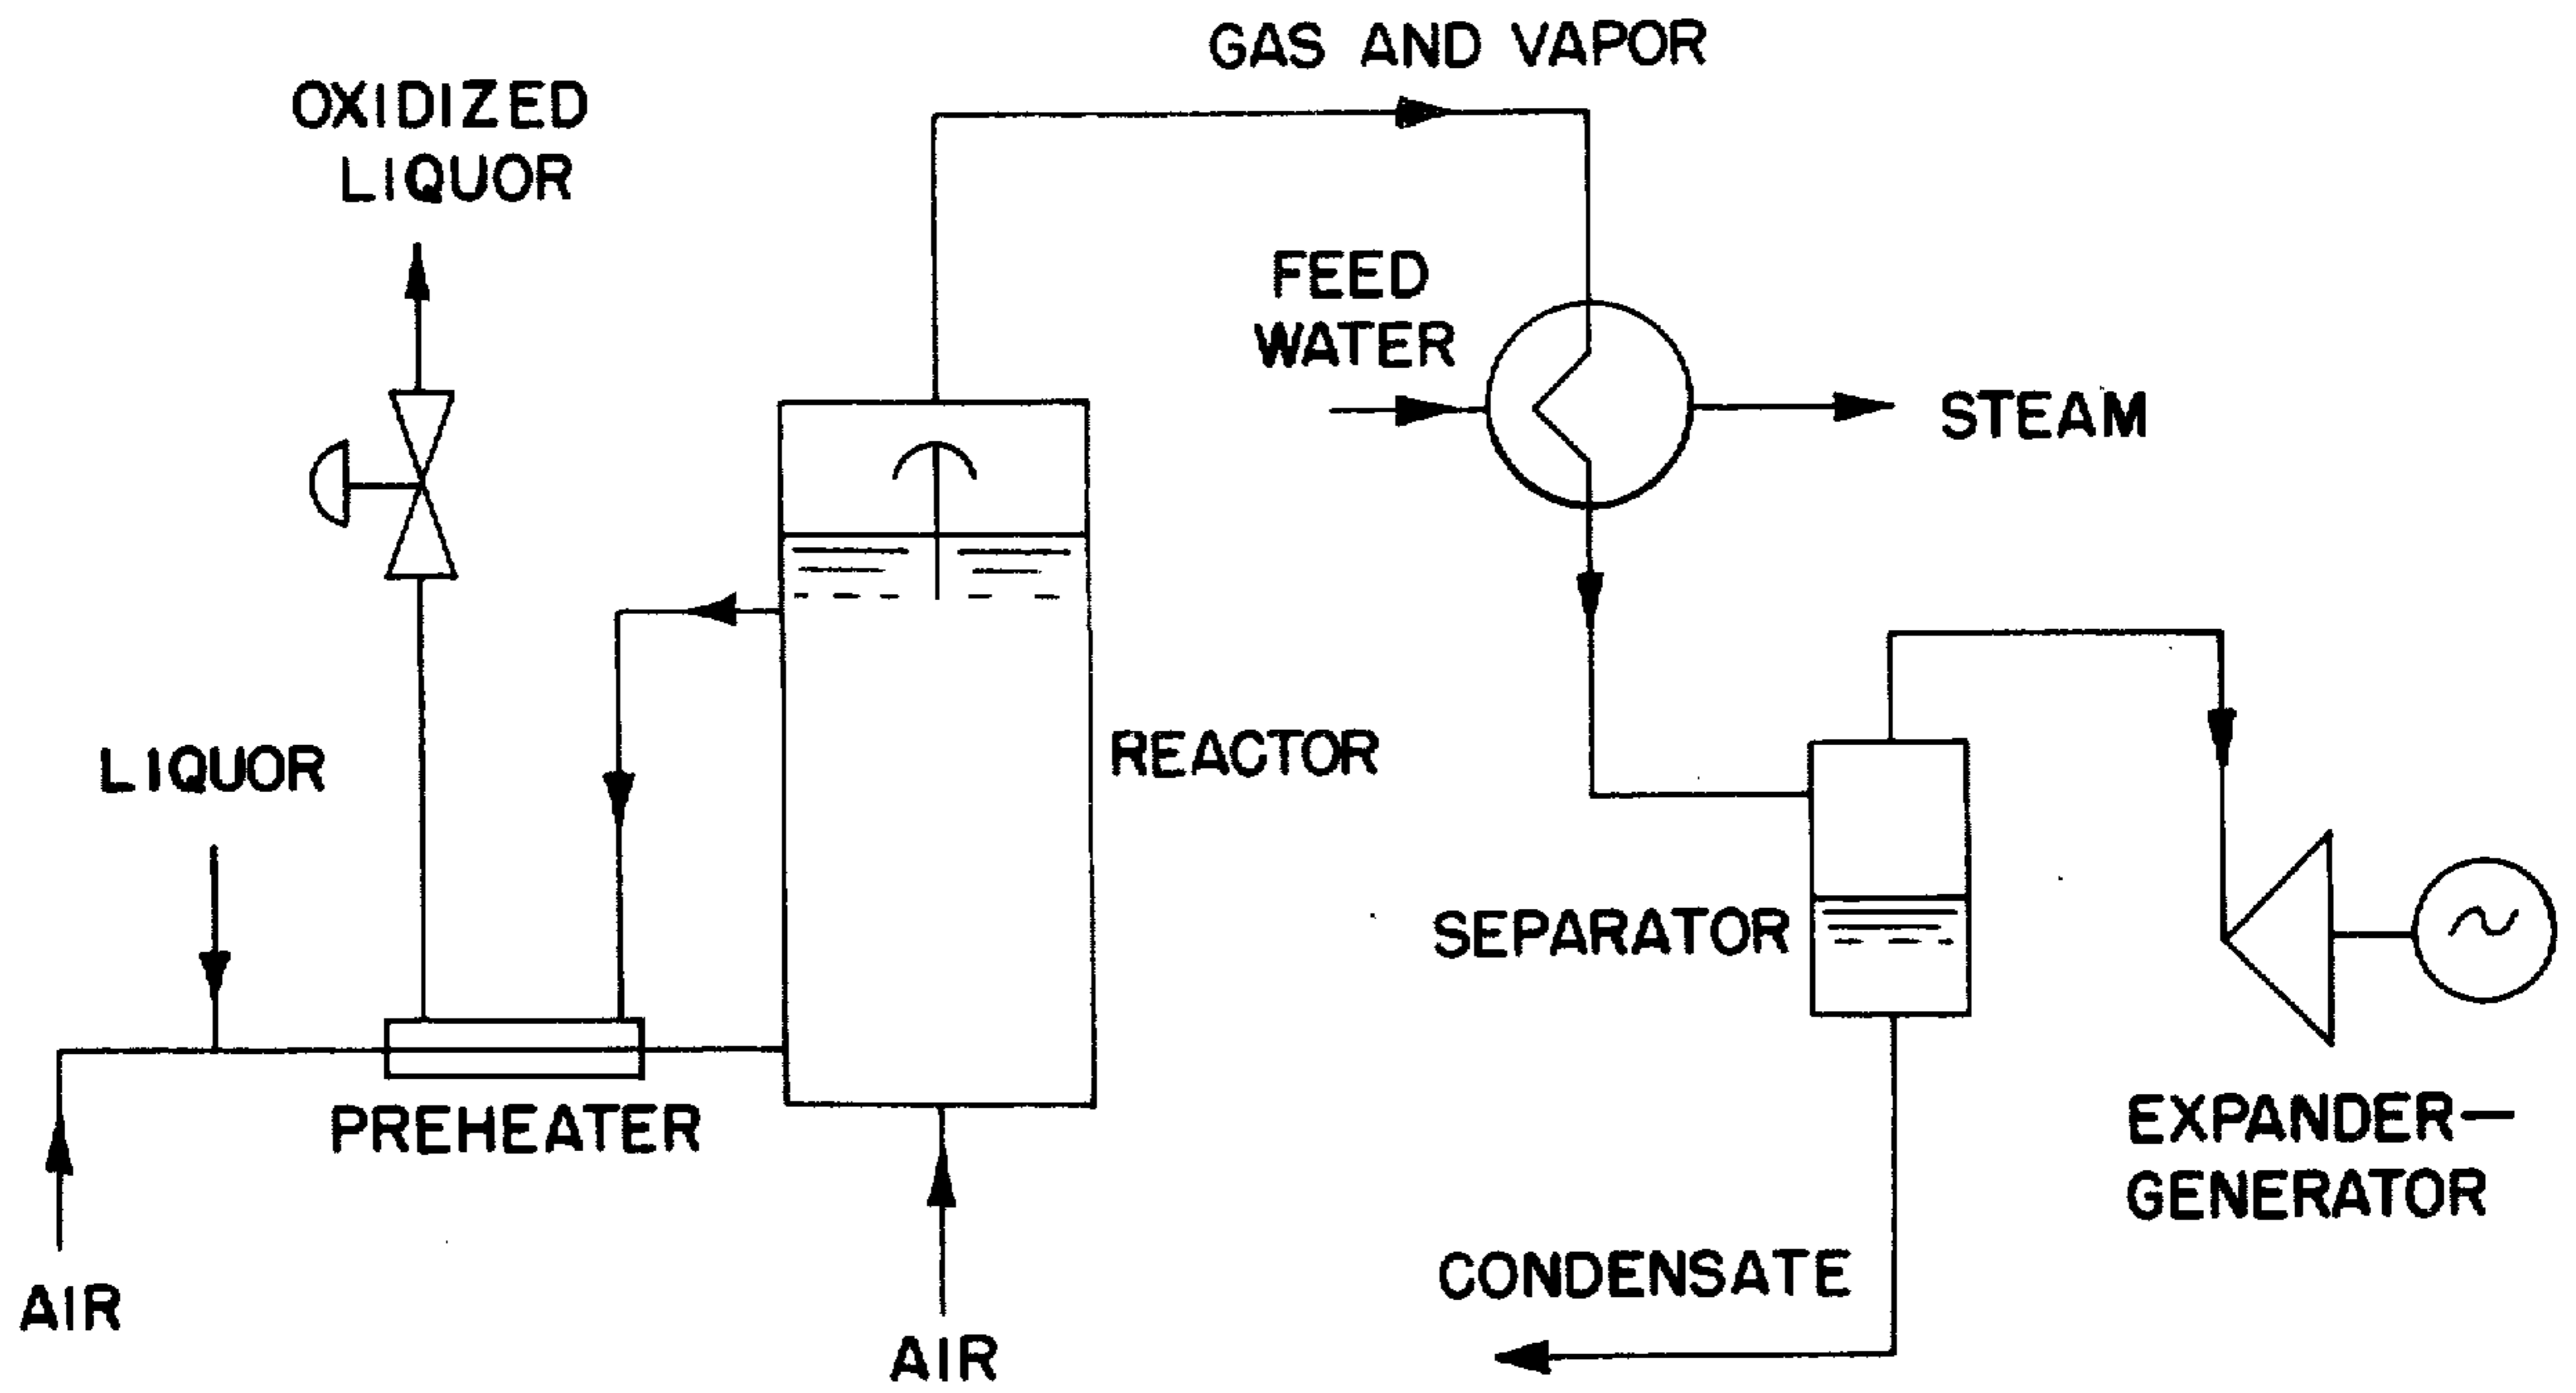 GAS AND VAPOR
OXIDIZED
LIQUOR
FEED
WATER
STEAM
LIQUOR
REACTOR
SEPARATOR
PREHEATER
EXPANDER—
GENERATOR
CONDENSATE
AIR
AIR